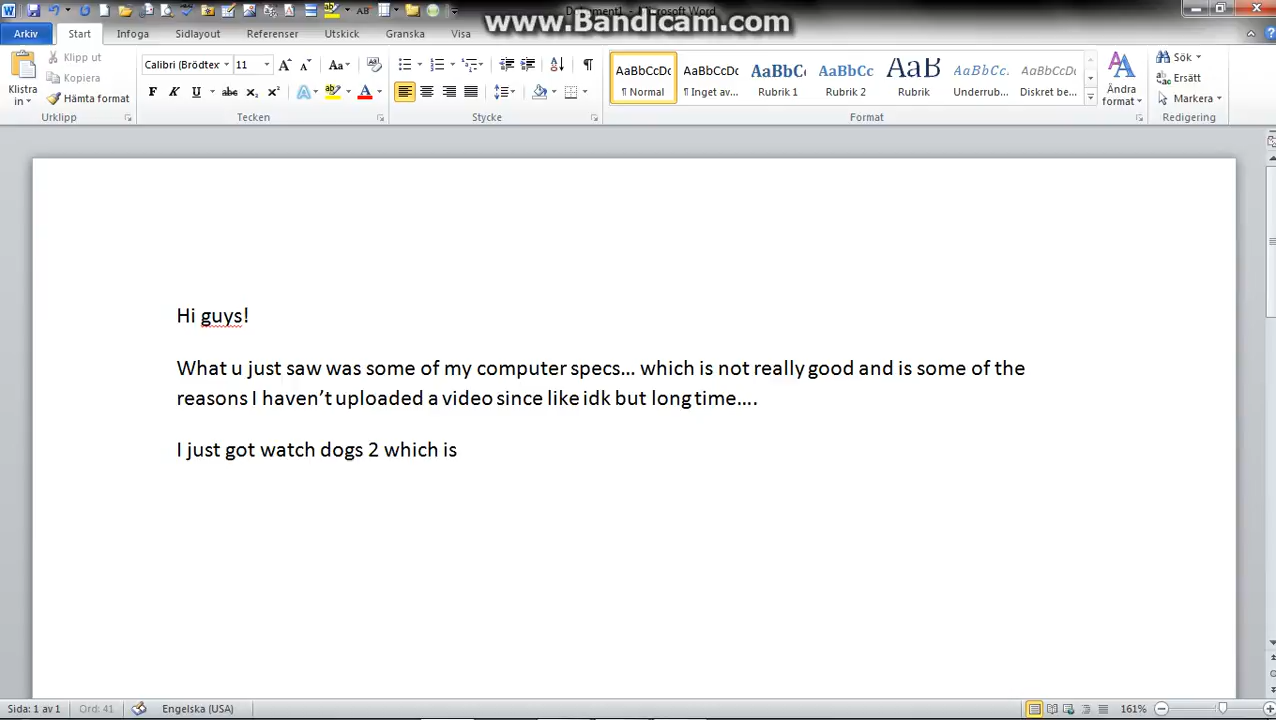 www.Bandicam.com
Arkiv Start Infoga Sidlayout Referenser Utskick Granska Visa
Klistra in
Klipp ut
Kopiera
Hämta format
Urklipp
Calibri (Brödtex 11
Tecken
Stycke
AaBbCcDc AaBbCcDc AaBbC AaBbCc AaB AaBbCc. AaBbCcDc
¶ Normal ¶ Inget av... Rubrik 1 Rubrik 2 Rubrik Underrub... Diskret be...
Ändra format
Format
Sök
Ersätt
Markera
Redigering
Hi guys!
What u just saw was some of my computer specs… which is not really good and is some of the
reasons I haven’t uploaded a video since like idk but long time….
I just got watch dogs 2 which is
Sida: 1 av 1 Ord: 41 Engelska (USA) 161%